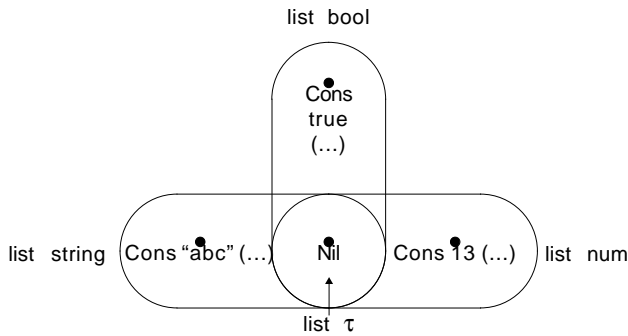 list bool
Cons
true
(...)
list string
Cons "abc" (...)
Nil
Cons 13 (...)
list num
list τ